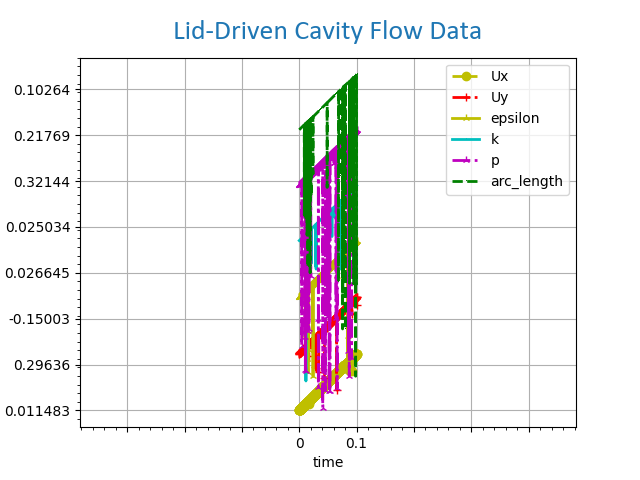 Lid-Driven Cavity Flow Data
0.10264
0.21769
0.32144
0.025034
0.026645
-0.15003
0.29636
0.011483
Ux
Uy
epsilon
k
p
arc_length
0
0.1
time